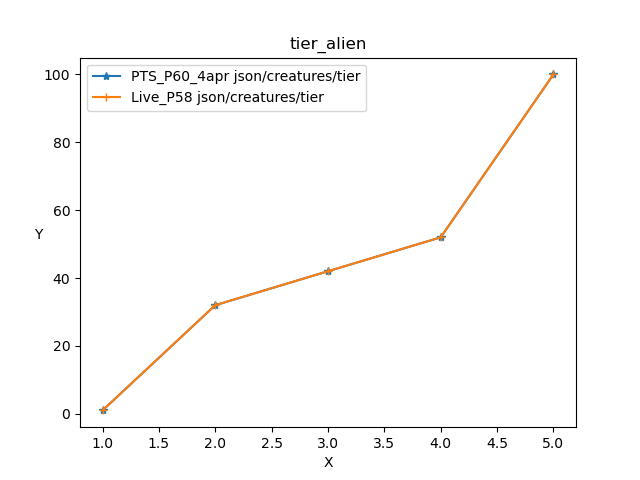 tier_alien
PTS_P60_4apr json/creatures/tier
Live_P58 json/creatures/tier
100
80
60
Y
40
20
0
1.0 1.5 2.0 2.5 3.0 3.5 4.0 4.5 5.0
X